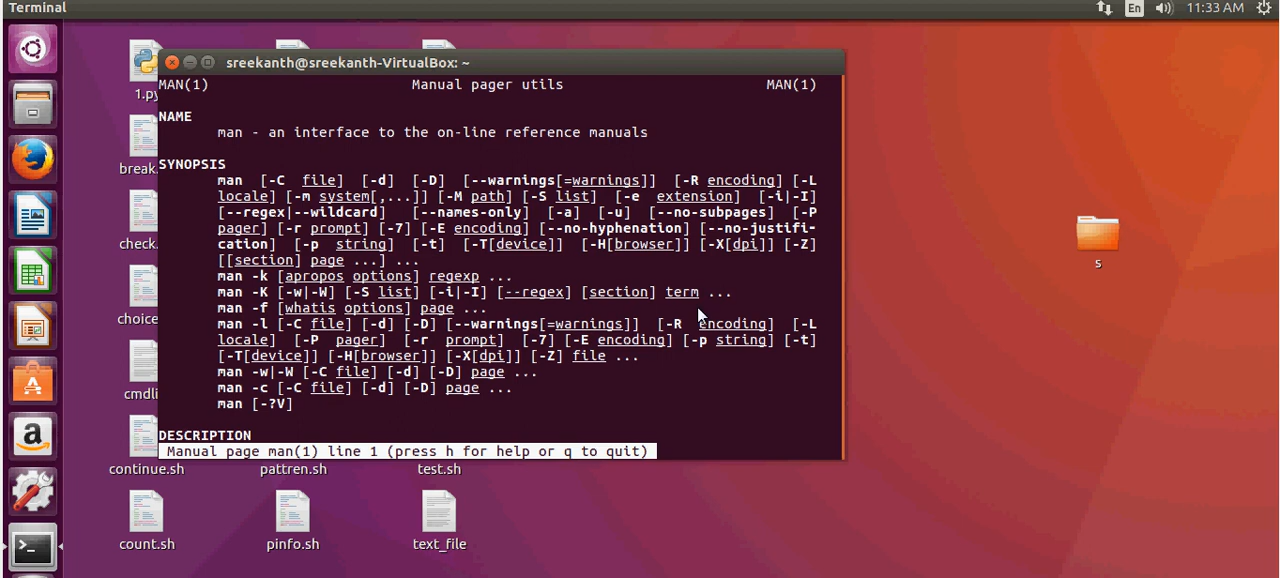 Terminal
En
11:33 AM
sreekanth@sreekanth-VirtualBox: ~
MAN(1) Manual pager utils MAN(1)
NAME
man - an interface to the on-line reference manuals
SYNOPSIS
man [-C file] [-d] [-D] [--warnings[=warnings]] [-R encoding] [-L
locale] [-m system[,...]] [-M path] [-S list] [-e extension] [-i|-I]
[--regex|--wildcard] [--names-only] [-a] [-u] [--no-subpages] [-P
pager] [-r prompt] [-7] [-E encoding] [--no-hyphenation] [--no-justifi-
cation] [-p string] [-t] [-T[device]] [-H[browser]] [-X[dpi]] [-Z]
[[section] page ...] ...
man -k [apropos options] regexp ...
man -K [-w|-W] [-S list] [-i|-I] [--regex] [section] term ...
man -f [whatis options] page ...
man -l [-C file] [-d] [-D] [--warnings[=warnings]] [-R encoding] [-L
locale] [-P pager] [-r prompt] [-7] [-E encoding] [-p string] [-t]
[-T[device]] [-H[browser]] [-X[dpi]] [-Z] file ...
man -w|-W [-C file] [-d] [-D] page ...
man -c [-C file] [-d] [-D] page ...
man [-?V]
DESCRIPTION
Manual page man(1) line 1 (press h for help or q to quit)
1.py
break.
check.
choice
cmdli
continue.sh pattren.sh test.sh
count.sh pinfo.sh text_file
s